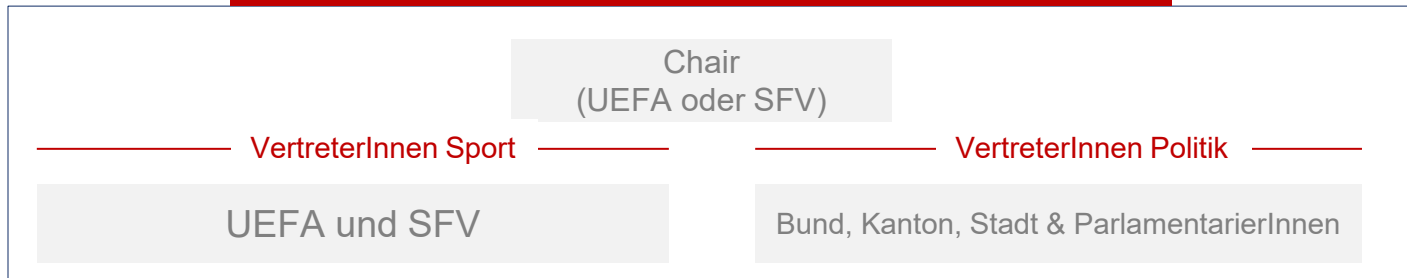 Chair
(UEFA oder SFV)
VertreterInnen Sport
VertreterInnen Politik
UEFA und SFV
Bund, Kanton, Stadt & ParlamentarierInnen